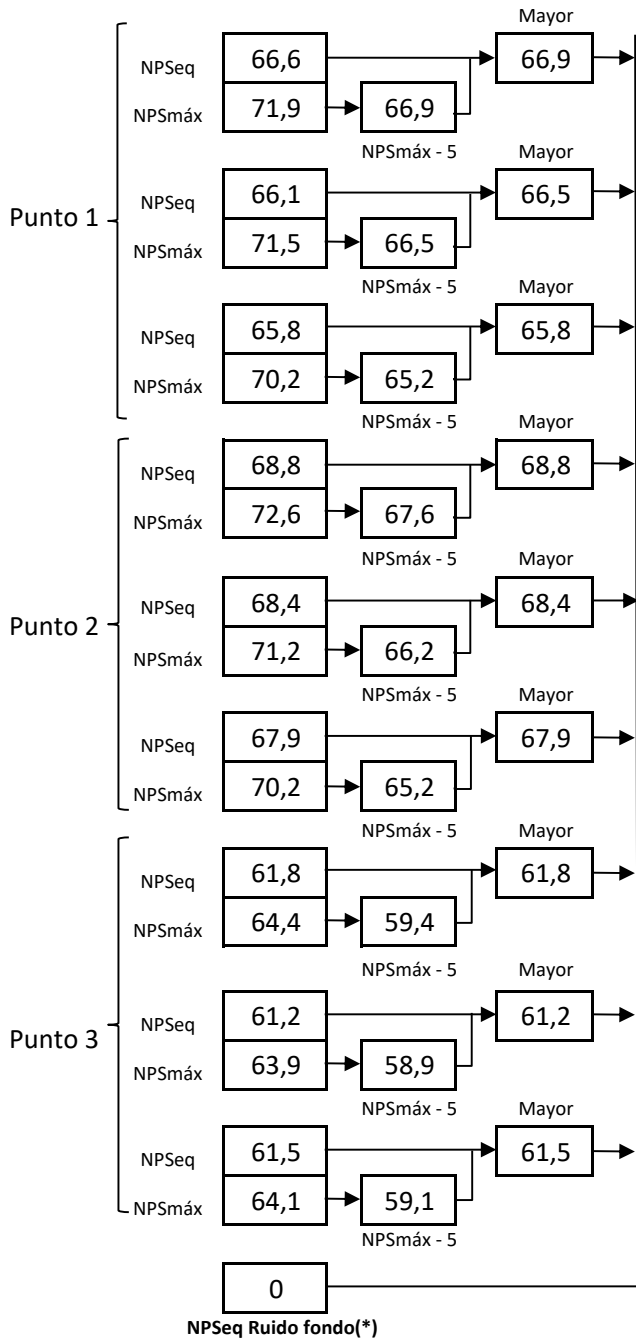 Mayor
NPSeq 66,6 66,9
NPSmáx 71,9 66,9
NPSmáx - 5
Mayor
Punto 1
NPSeq 66,1 66,5
NPSmáx 71,5 66,5
NPSmáx - 5
Mayor
NPSeq 65,8 65,8
NPSmáx 70,2 65,2
NPSmáx - 5
Mayor
NPSeq 68,8 68,8
NPSmáx 72,6 67,6
NPSmáx - 5
Mayor
Punto 2
NPSeq 68,4 68,4
NPSmáx 71,2 66,2
NPSmáx - 5
Mayor
NPSeq 67,9 67,9
NPSmáx 70,2 65,2
NPSmáx - 5
Mayor
NPSeq 61,8 61,8
NPSmáx 64,4 59,4
NPSmáx - 5
Mayor
Punto 3
NPSeq 61,2 61,2
NPSmáx 63,9 58,9
NPSmáx - 5
Mayor
NPSeq 61,5 61,5
NPSmáx 64,1 59,1
NPSmáx - 5
0
NPSeq Ruido fondo(*)